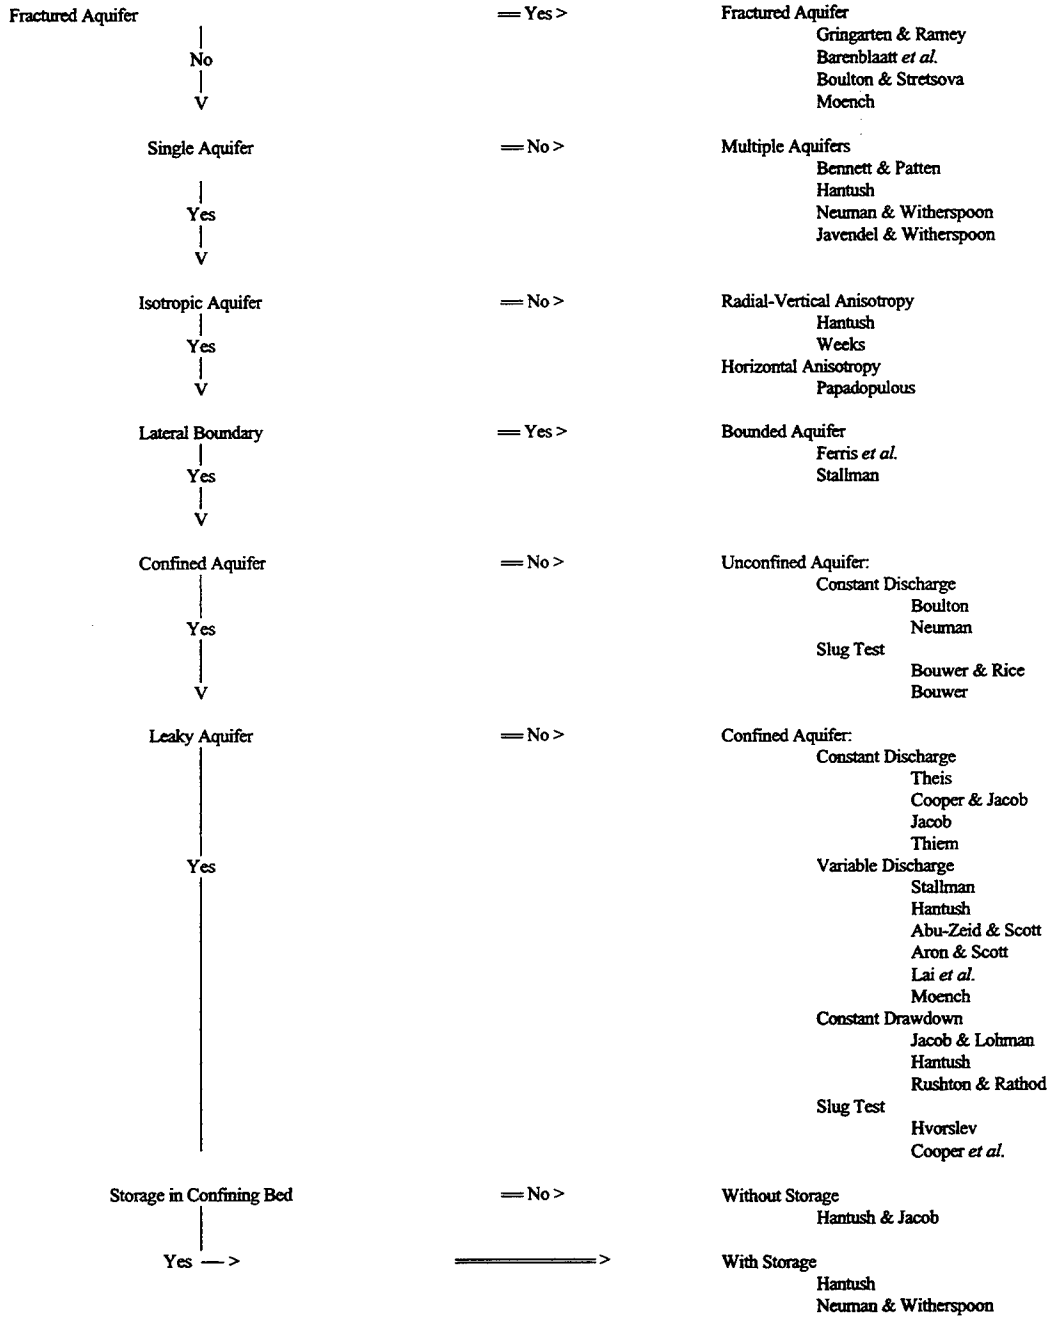 Fractured Aquifer == Yes > Fractured Aquifer
Gringarten & Ramey
No Barenblaatt et al.
Boulton & Stretsova
V Moench
Single Aquifer == No > Multiple Aquifers
Bennett & Patten
Hantush
Yes Neuman & Witherspoon
Javendel & Witherspoon
V
Isotropic Aquifer == No > Radial-Vertical Anisotropy
Hantush
Yes Weeks
Horizontal Anisotropy
V Papadopulous
Lateral Boundary == Yes > Bounded Aquifer
Ferris et al.
Yes Stallman
V
Confined Aquifer == No > Unconfined Aquifer:
Constant Discharge
Boulton
Yes Neuman
Slug Test
Bouwer & Rice
V Bouwer
Leaky Aquifer == No > Confined Aquifer:
Constant Discharge
Theis
Cooper & Jacob
Jacob
Thiem
Yes Variable Discharge
Stallman
Hantush
Abu-Zeid & Scott
Aron & Scott
Lai et al.
Moench
Constant Drawdown
Jacob & Lohman
Hantush
Rushton & Rathod
Slug Test
Hvorslev
Cooper et al.
Storage in Confining Bed == No > Without Storage
Hantush & Jacob
Yes — > ======> With Storage
Hantush
Neuman & Witherspoon